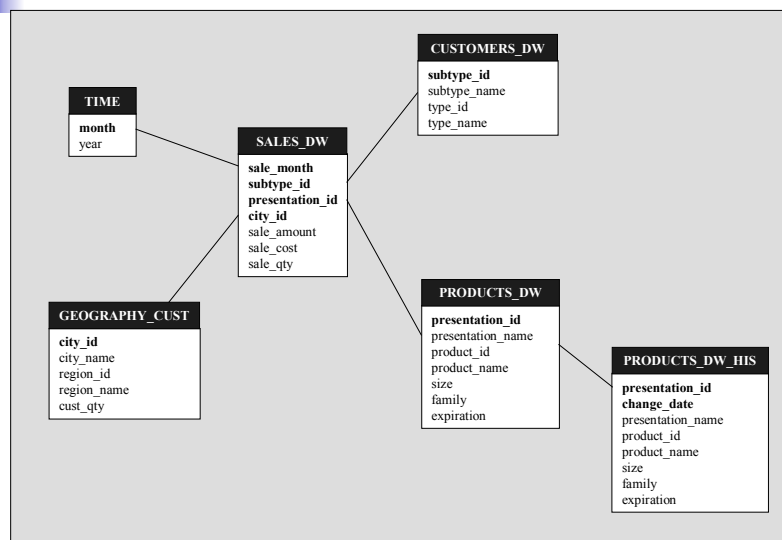 CUSTOMERS_DW
subtype_id
subtype_name
type_id
type_name
TIME
month
year
SALES_DW
sale_month
subtype_id
presentation_id
city_id
sale_amount
sale_cost
sale_qty
GEOGRAPHY_CUST
city_id
city_name
region_id
region_name
cust_qty
PRODUCTS_DW
presentation_id
presentation_name
product_id
product_name
size
family
expiration
PRODUCTS_DW_HIS
presentation_id
change_date
presentation_name
product_id
product_name
size
family
expiration